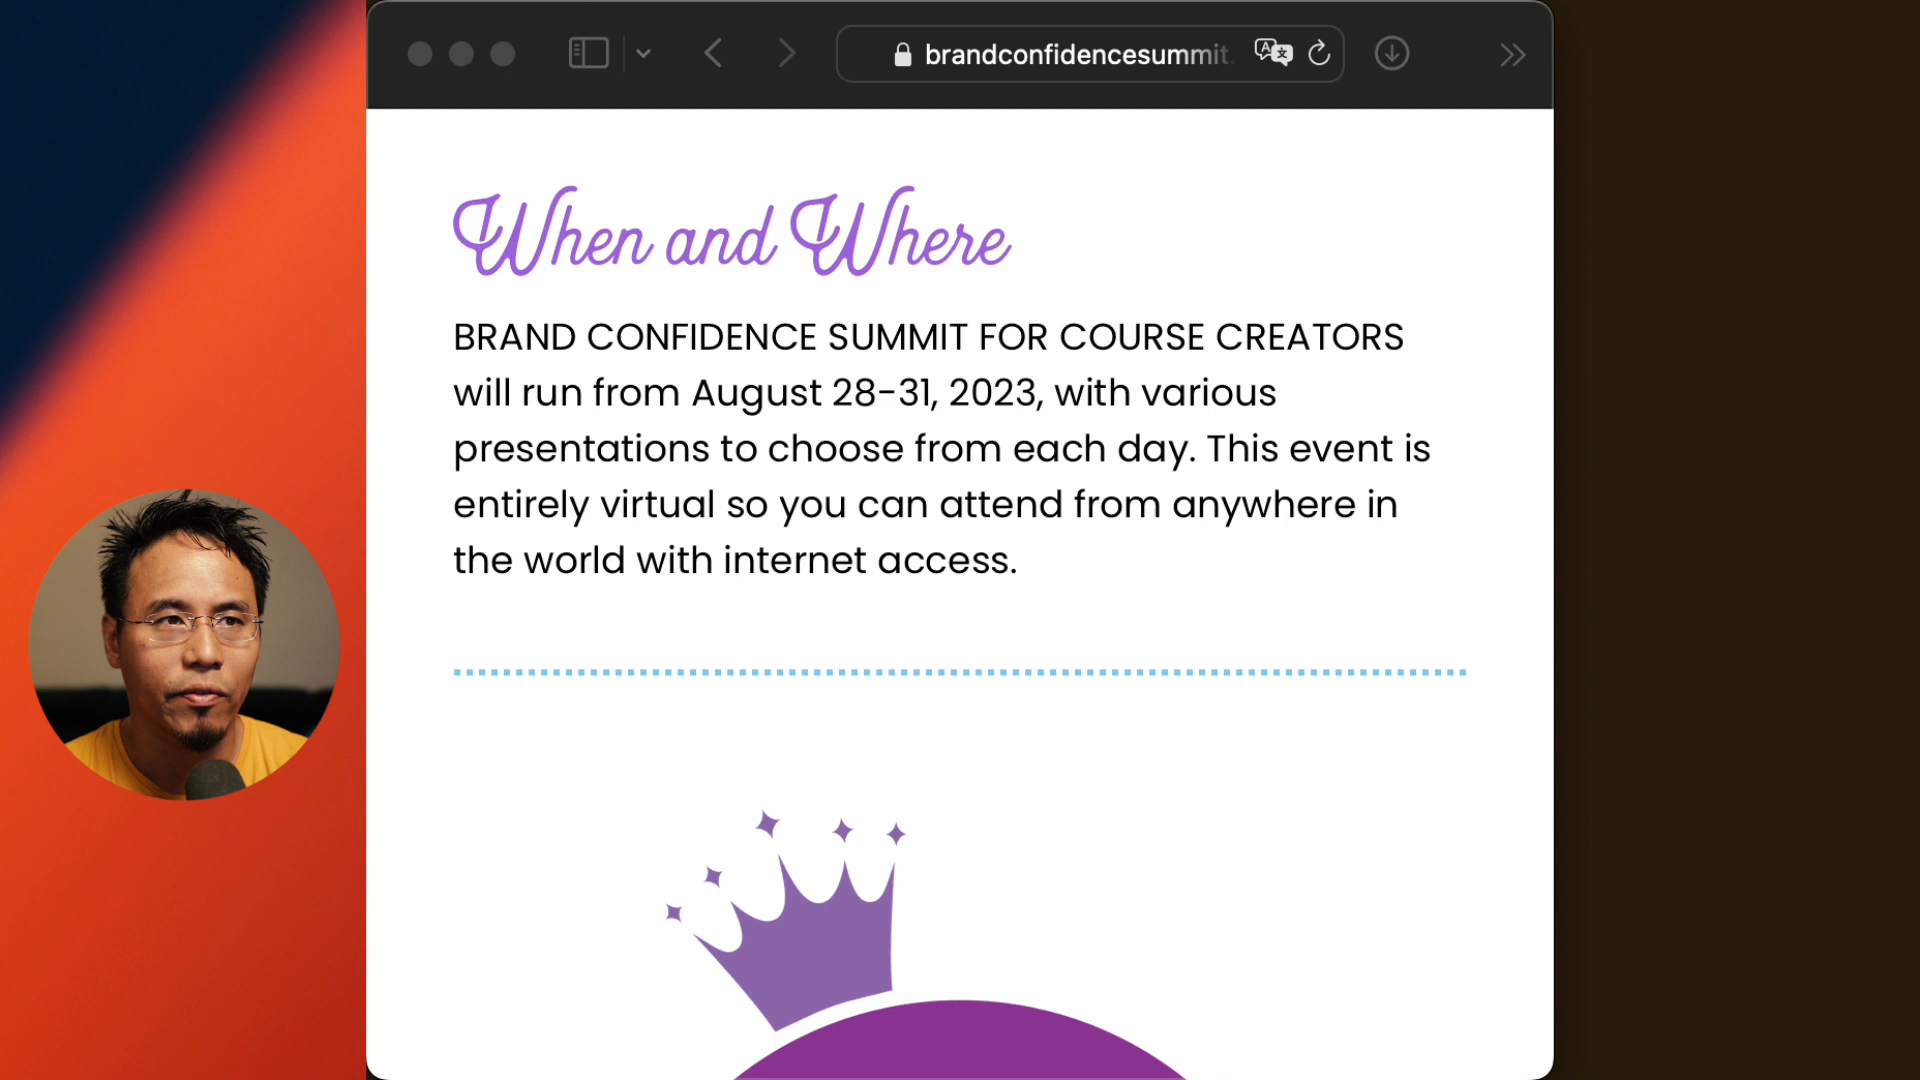 brandconfidencesummit.
When and Where
BRAND CONFIDENCE SUMMIT FOR COURSE CREATORS
will run from August 28-31, 2023, with various
presentations to choose from each day. This event is
entirely virtual so you can attend from anywhere in
the world with internet access.